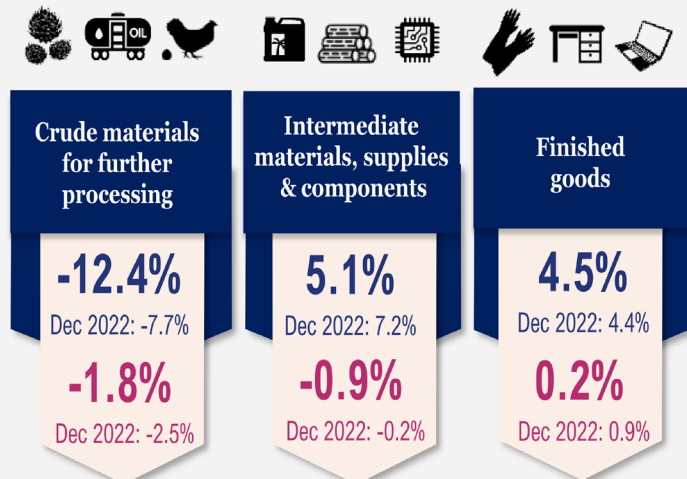 OIL
Crude materials
for further
processing
-12.4%
Dec 2022: -7.7%
-1.8%
Dec 2022: -2.5%
Intermediate
materials, supplies
& components
5.1%
Dec 2022: 7.2%
-0.9%
Dec 2022: -0.2%
Finished
goods
4.5%
Dec 2022: 4.4%
0.2%
Dec 2022: 0.9%